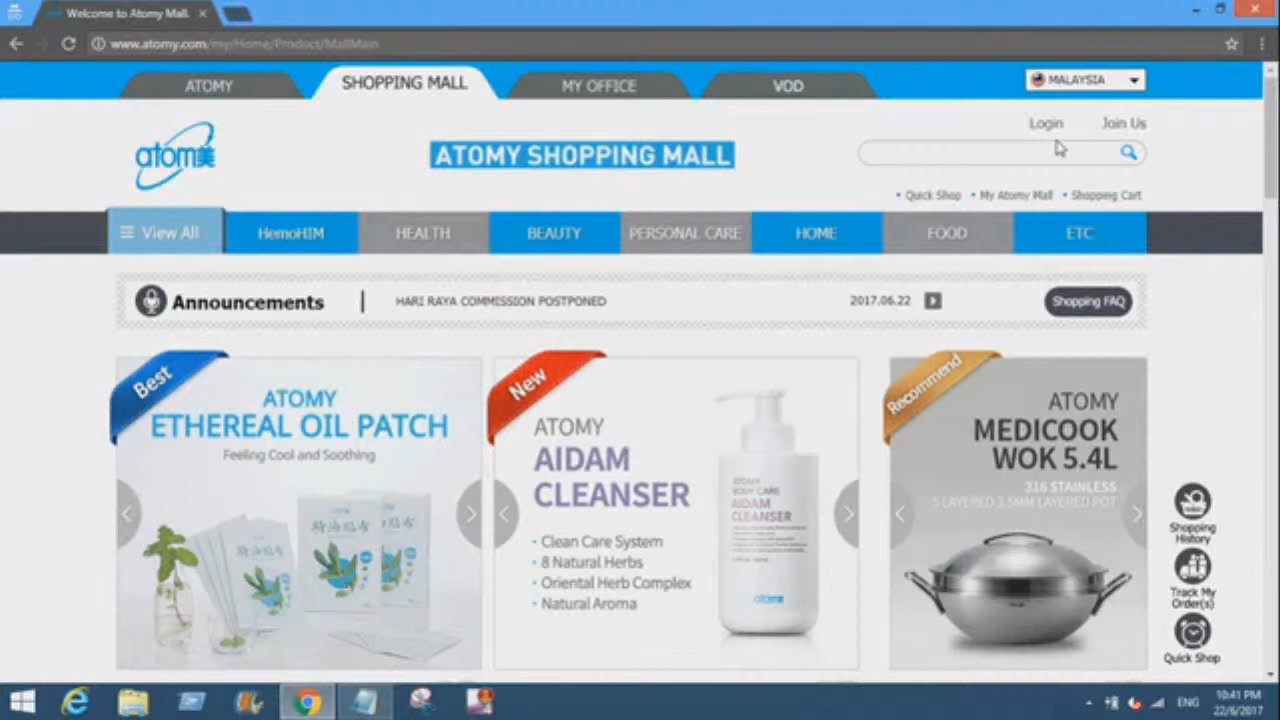 Welcome to Atomy Mall.
www.atomy.com/my/Home/Product/MallMain
ATOMY
SHOPPING MALL
MY OFFICE
VOD
MALAYSIA
Login
Join Us
atom美
ATOMY SHOPPING MALL
• Quick Shop
• My Atomy Mall
• Shopping Cart
View All
HemoHIM
HEALTH
BEAUTY
PERSONAL CARE
HOME
FOOD
ETC
Announcements
HARI RAYA COMMISSION POSTPONED
2017.06.22
Shopping FAQ
Best
ATOMY
ETHEREAL OIL PATCH
Feeling Cool and Soothing
New
ATOMY
AIDAM
CLEANSER
• Clean Care System
• 8 Natural Herbs
• Oriental Herb Complex
• Natural Aroma
ATOMY
BODY CARE
AIDAM
CLEANSER
Recommend
ATOMY
MEDICOOK
WOK 5.4L
316 STAINLESS
5 LAYERED 3.5MM LAYERED POT
Shopping
History
Track My
Order(s)
Quick Shop
ENG
10:41 PM
22/6/2017